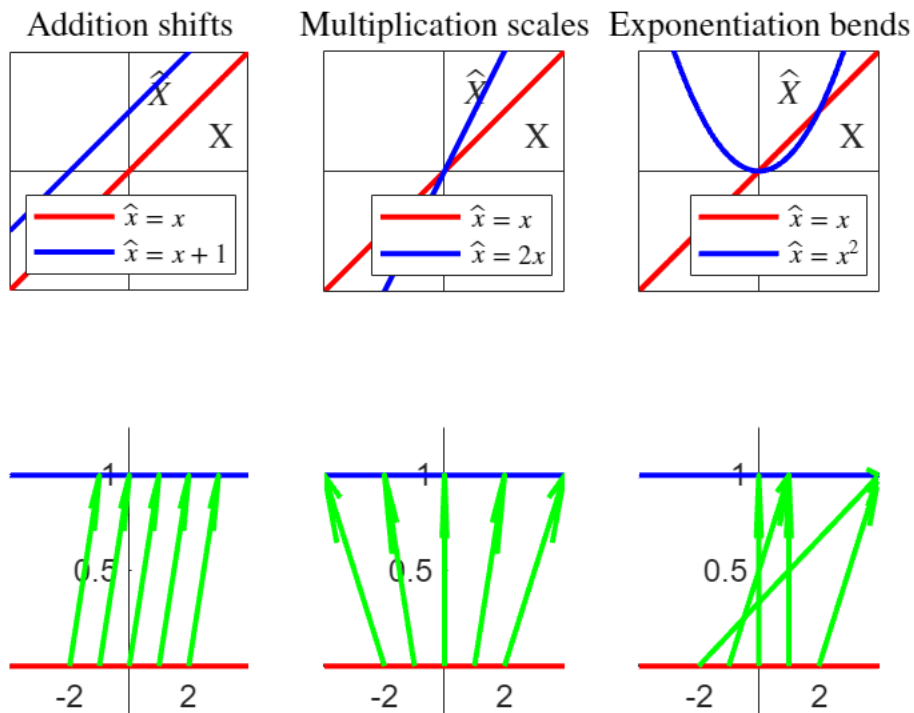 Addition shifts
Multiplication scales
Exponentiation bends
X̂
X
x̂ = x
x̂ = x + 1
X̂
X
x̂ = x
x̂ = 2x
X̂
X
x̂ = x
x̂ = x²
1
0.5
-2
2
1
0.5
-2
2
1
0.5
-2
2